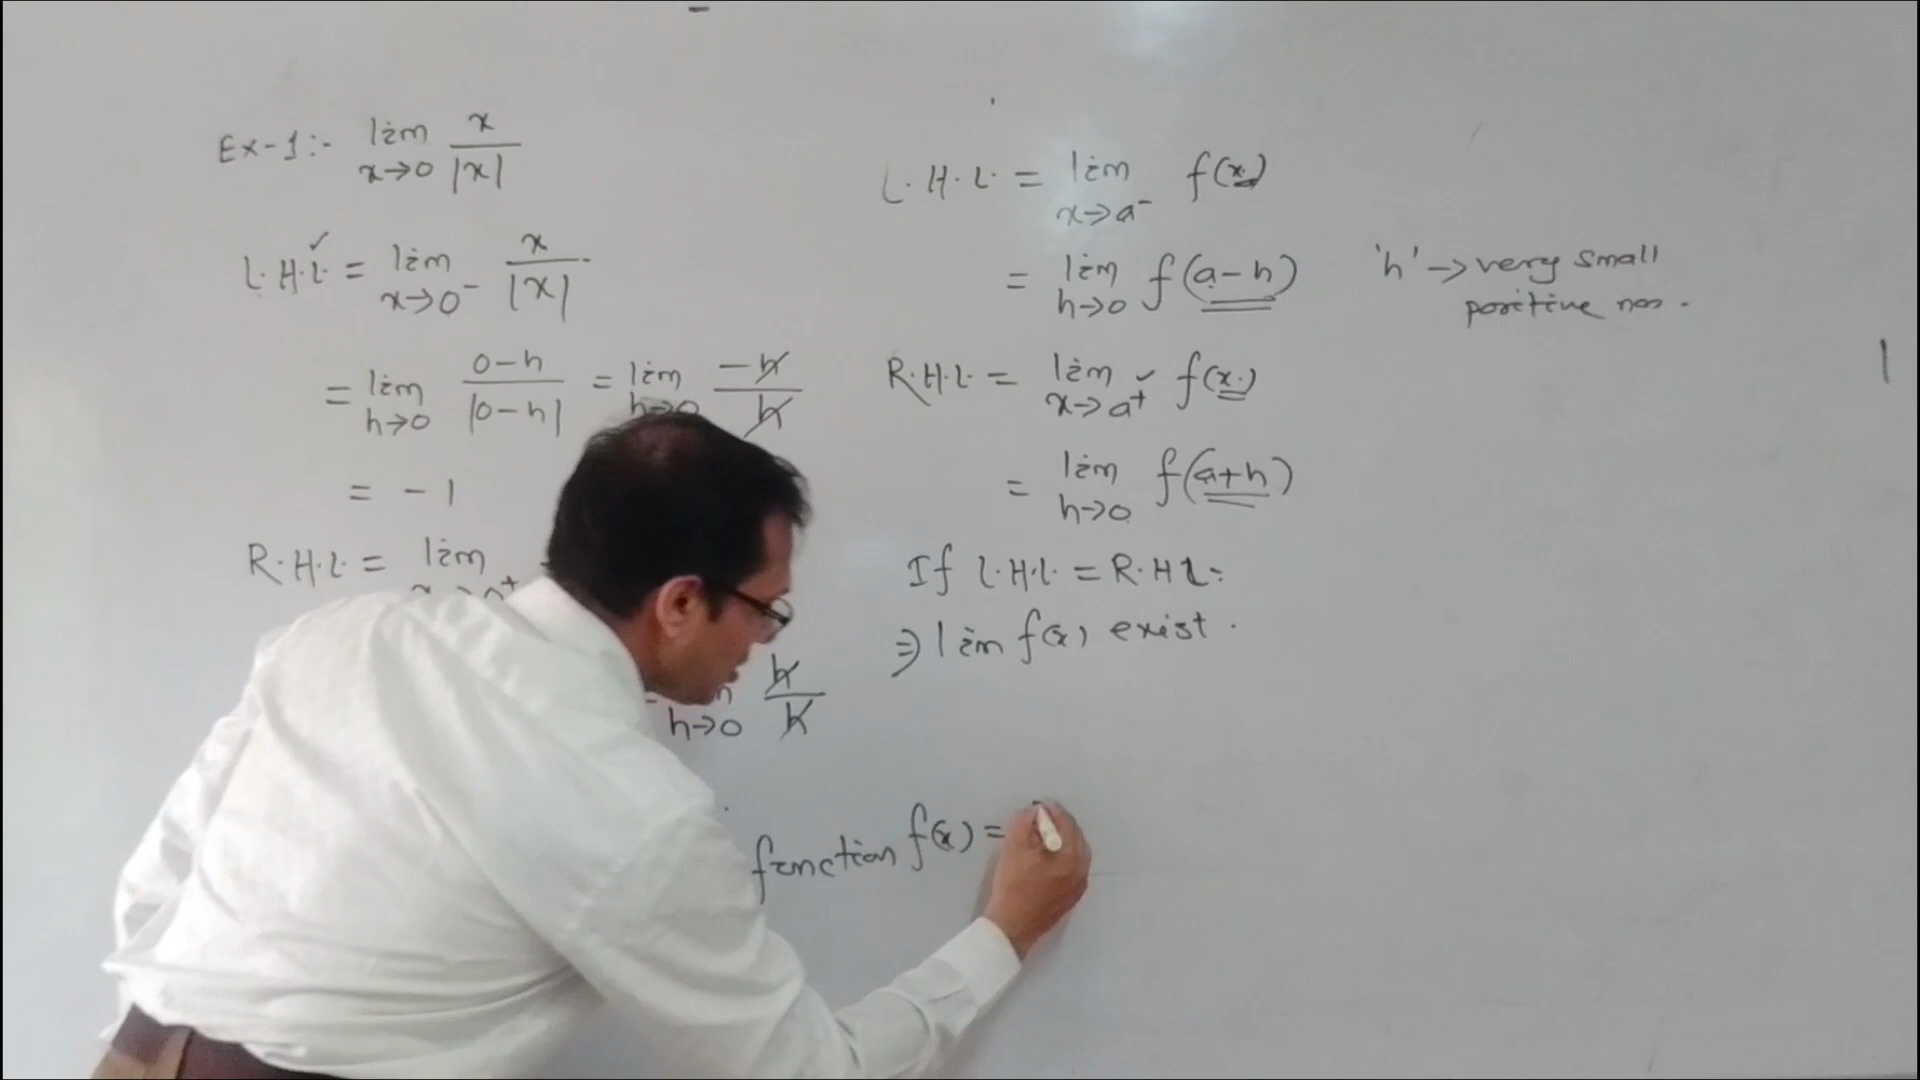 Ex-1:- lim x
x→0 |x|
L.H.L. = lim x
x→0⁻ |x|
= lim 0-h = lim -h
h→0 |0-h| h→0 h
= -1
R.H.L. = lim
h
h→0 h
function f(x) =
L.H.L. = lim f(x)
x→a⁻
= lim f(a-h)
h→0
'h' → very small
positive nos.
R.H.L. = lim f(x)
x→a⁺
= lim f(a+h)
h→0
If L.H.L. = R.H.L.
⇒ lim f(x) exist.